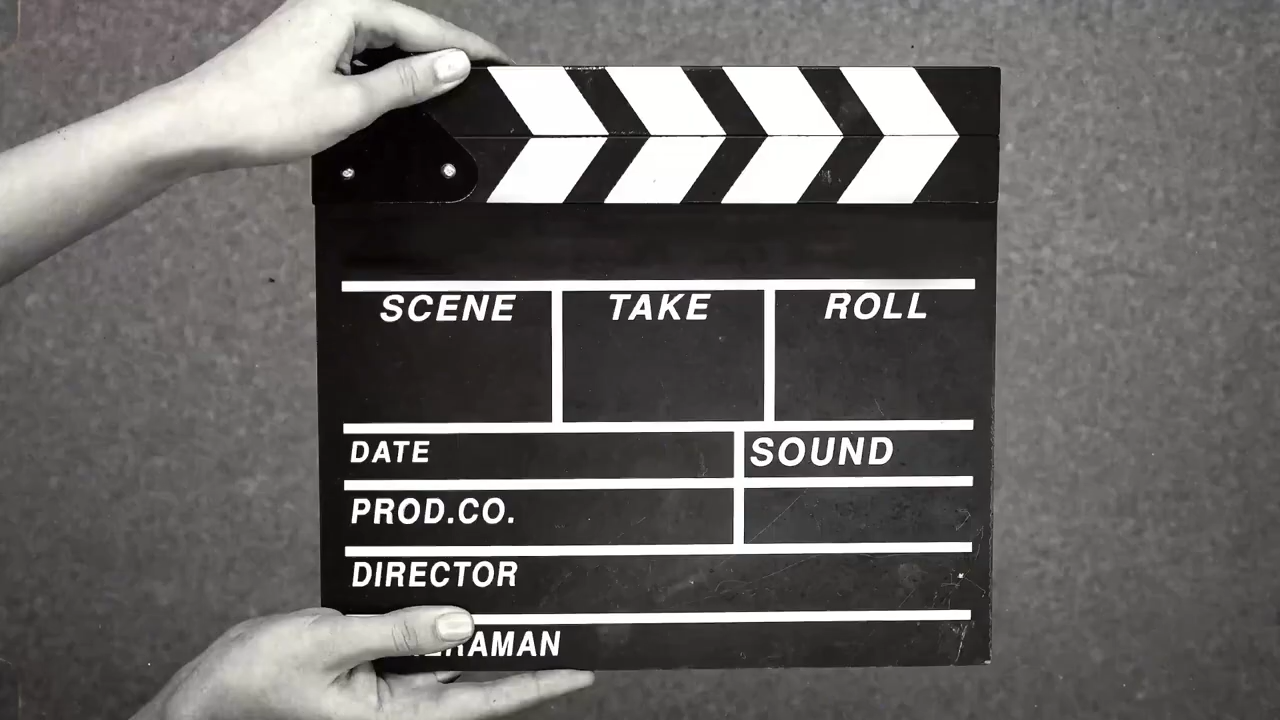 SCENE TAKE ROLL
DATE SOUND
PROD.CO.
DIRECTOR